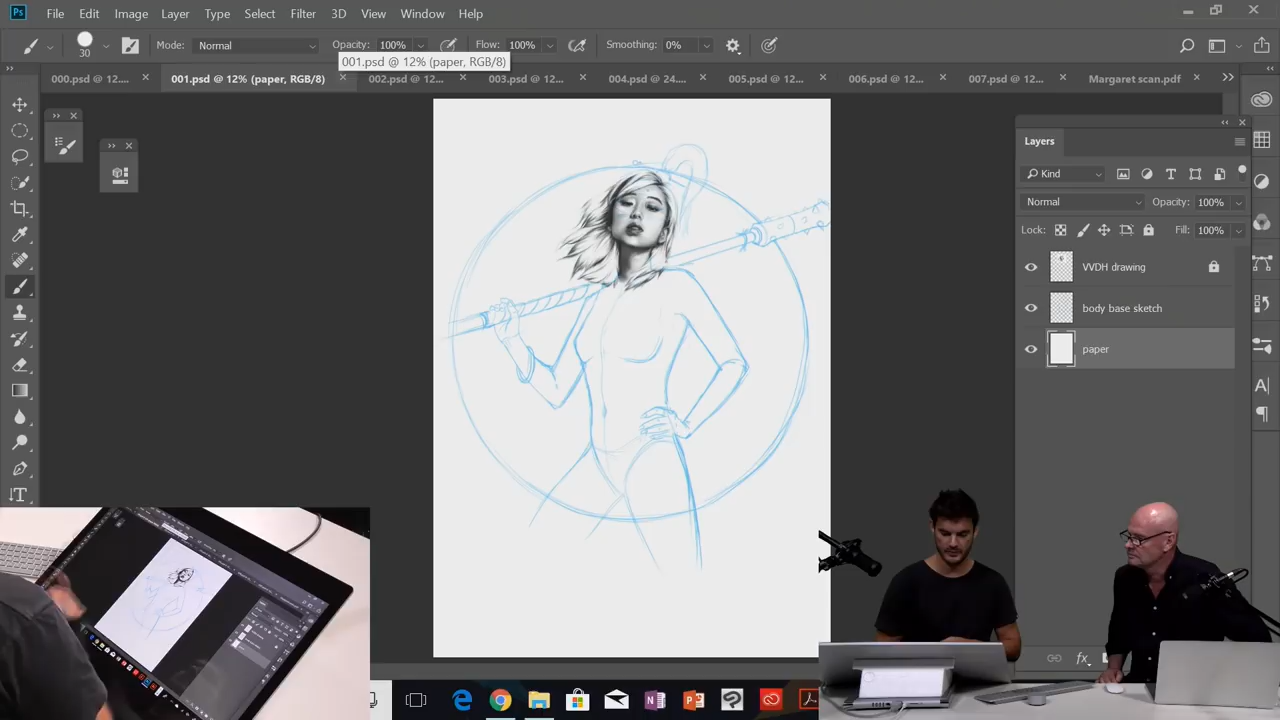 Ps File Edit Image Layer Type Select Filter 3D View Window Help
30 Mode: Normal Opacity: 100% Flow: 100% Smoothing: 0%
001.psd @ 12% (paper, RGB/8)
000.psd @ 12... 001.psd @ 12% (paper, RGB/8) 002.psd @ 12.... 003.psd @ 12... 004.psd @ 24.... 005.psd @ 12... 006.psd @ 12... 007.psd @ 12... Margaret scan.pdf
Layers
Kind
Normal Opacity: 100%
Lock: Fill: 100%
VVDH drawing
body base sketch
paper
fx